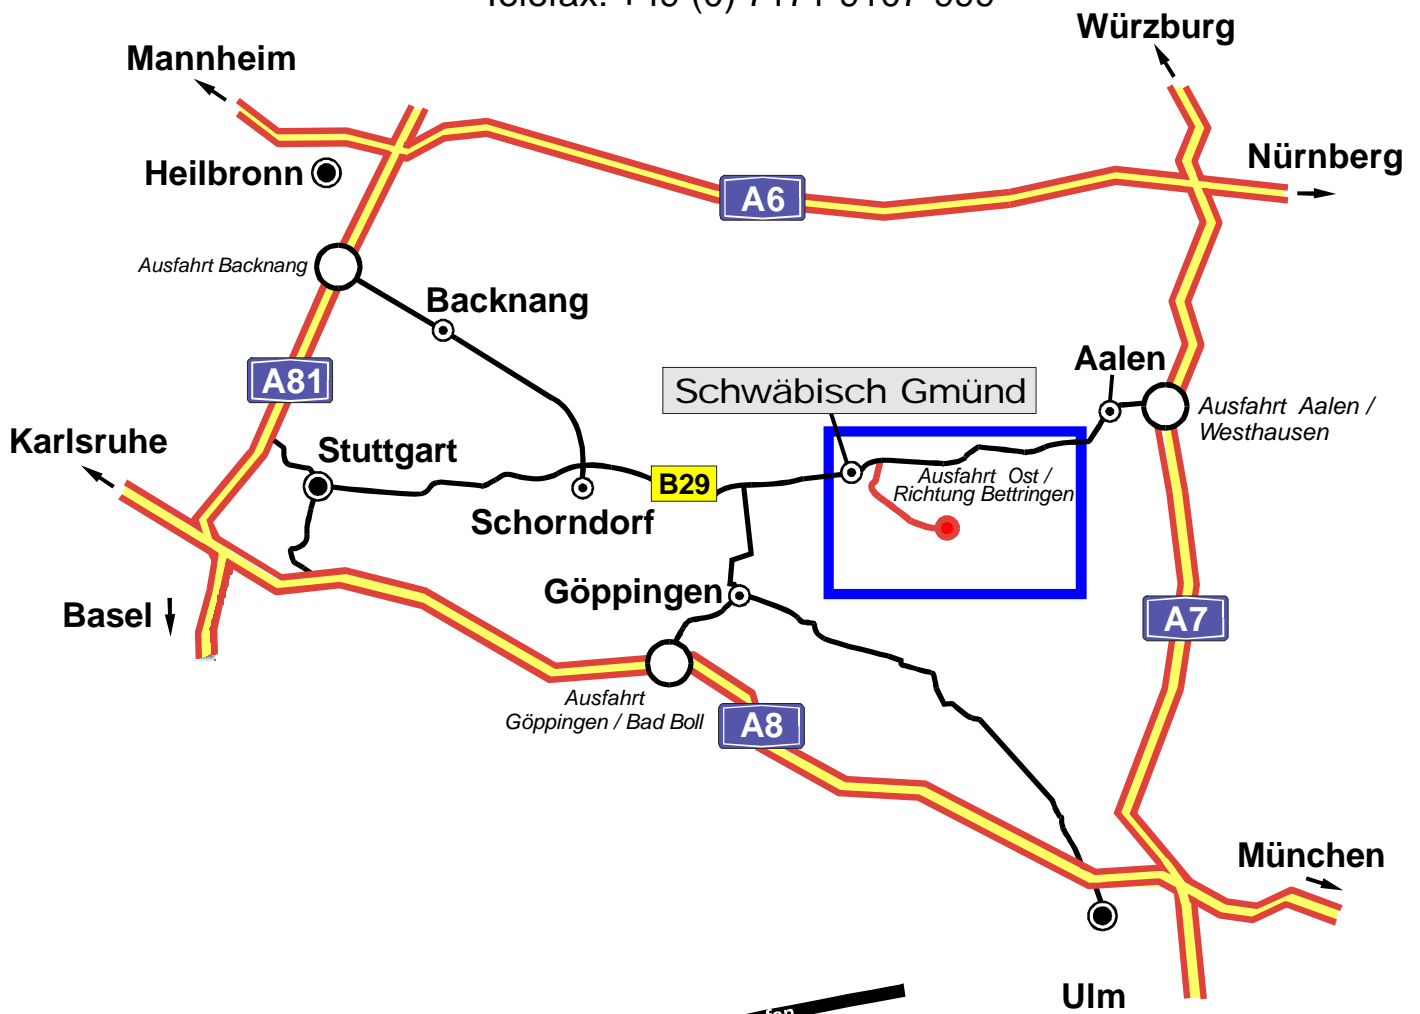 Würzburg
Mannheim
Nürnberg
Heilbronn
A6
Ausfahrt Backnang
Backnang
Aalen
A81
Schwäbisch Gmünd
Ausfahrt Aalen /
Westhausen
Karlsruhe
Stuttgart
B29
Ausfahrt Ost /
Richtung Bettringen
Schorndorf
Göppingen
Basel
A7
Ausfahrt
Göppingen / Bad Boll
A8
München
Ulm